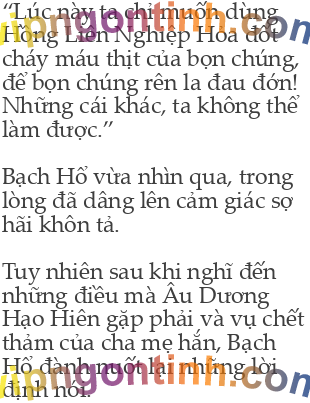 “Lúc này ta chỉ muốn dùng
Hồng Liên Nghiệp Hỏa đốt
cháy máu thịt của bọn chúng,
để bọn chúng rên la đau đớn!
Những cái khác, ta không thể
làm được.”
Bạch Hổ vừa nhìn qua, trong
lòng đã dâng lên cảm giác sợ
hãi khôn tả.
Tuy nhiên sau khi nghĩ đến
những điều mà Âu Dương
Hạo Hiên gặp phải và vụ chết
thảm của cha mẹ hắn, Bạch
Hổ đành nuốt lại những lời
định nói.
vipngontinh.com
vipngontinh.com